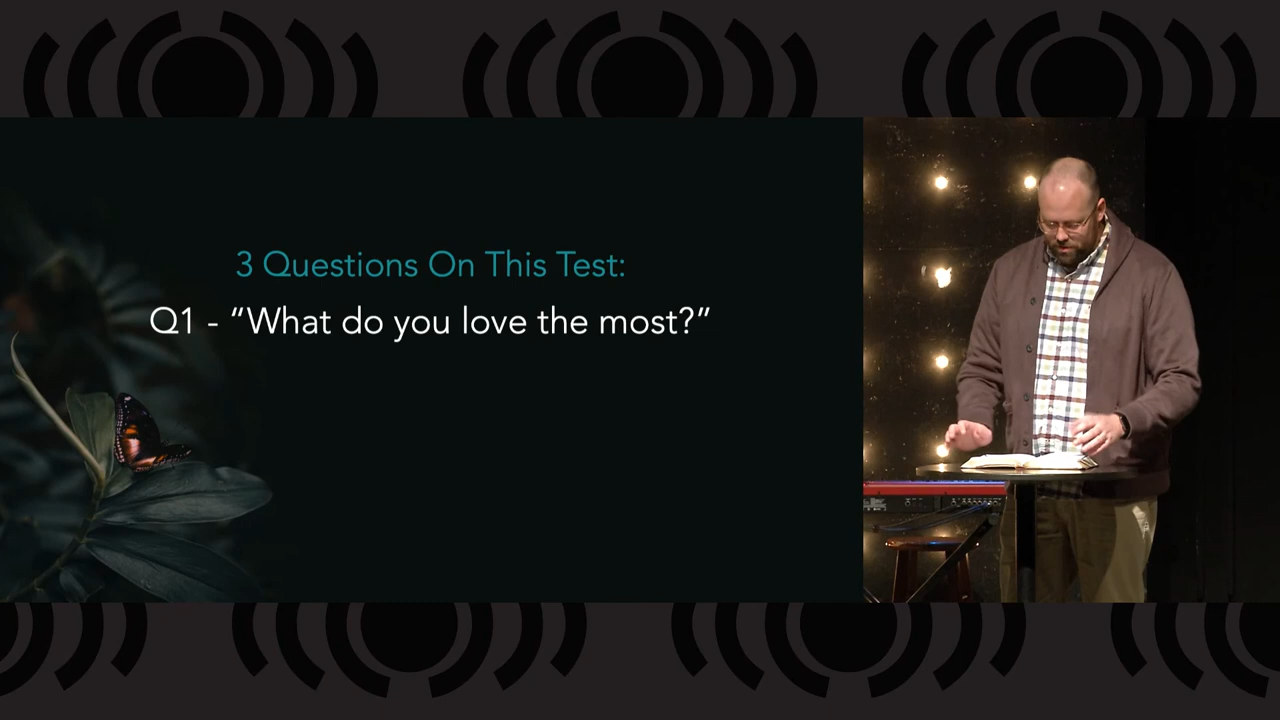 3 Questions On This Test:
Q1 - “What do you love the most?”